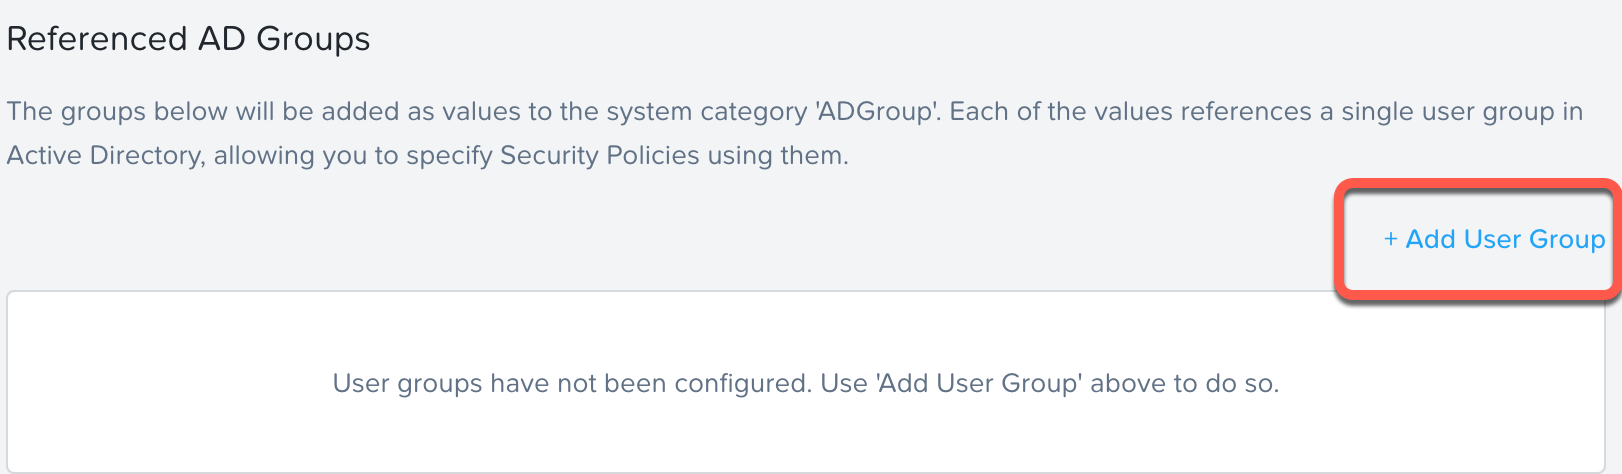 Referenced AD Groups
The groups below will be added as values to the system category 'ADGroup'. Each of the values references a single user group in
Active Directory, allowing you to specify Security Policies using them.
+ Add User Group
User groups have not been configured. Use 'Add User Group' above to do so.